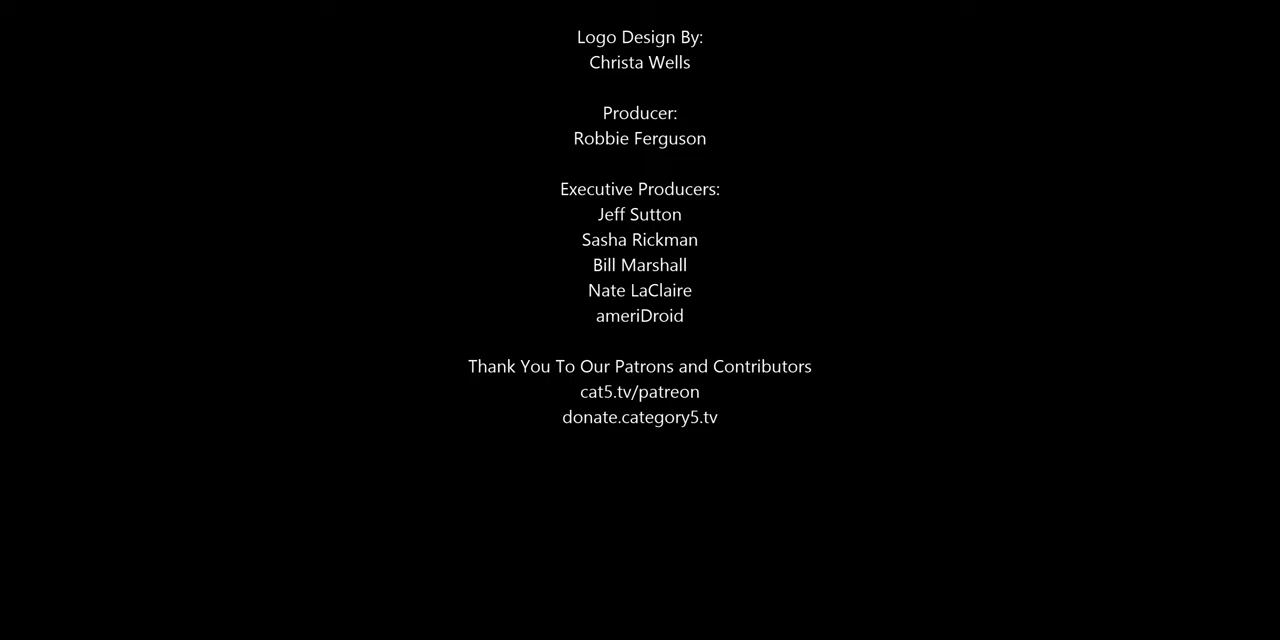 Logo Design By:
Christa Wells
Producer:
Robbie Ferguson
Executive Producers:
Jeff Sutton
Sasha Rickman
Bill Marshall
Nate LaClaire
ameriDroid
Thank You To Our Patrons and Contributors
cat5.tv/patreon
donate.category5.tv